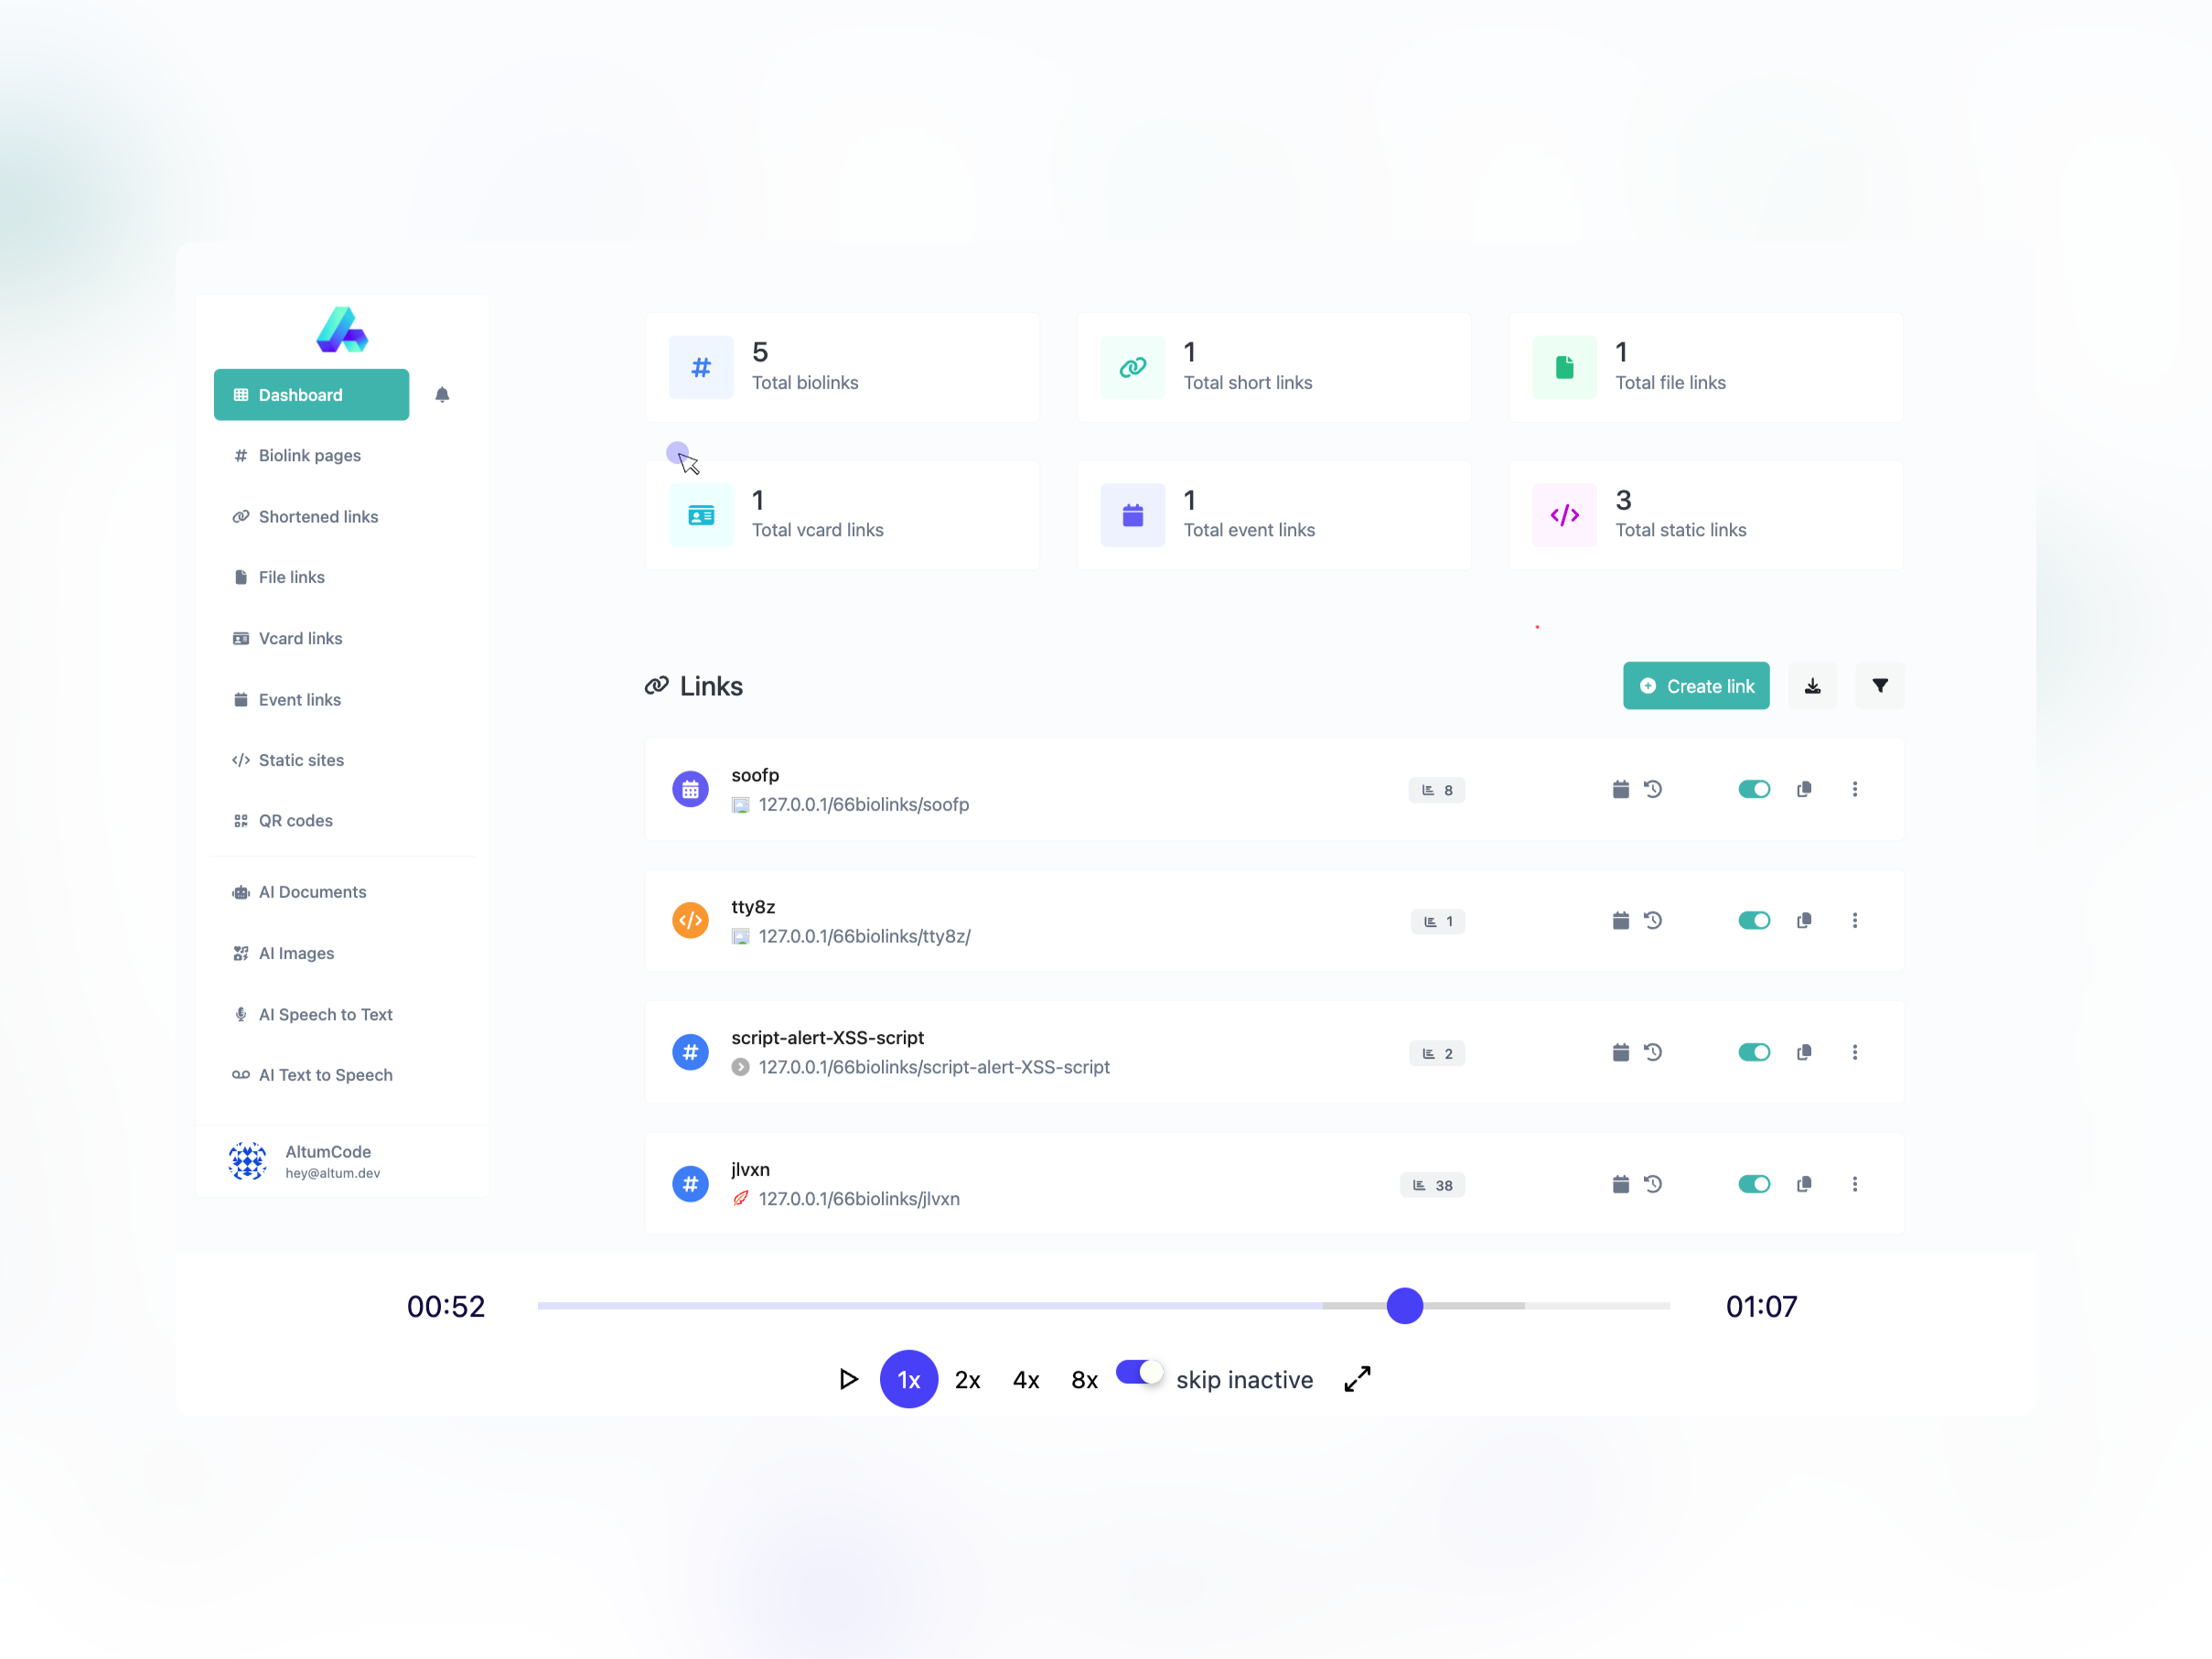 Dashboard
Biolink pages
Shortened links
File links
Vcard links
Event links
Static sites
QR codes
AI Documents
AI Images
AI Speech to Text
AI Text to Speech
AltumCode
hey@altum.dev
5
Total biolinks
1
Total short links
1
Total file links
1
Total vcard links
1
Total event links
3
Total static links
Links
Create link
soofp
127.0.0.1/66biolinks/soofp
8
tty8z
127.0.0.1/66biolinks/tty8z/
1
script-alert-XSS-script
127.0.0.1/66biolinks/script-alert-XSS-script
2
jlvxn
127.0.0.1/66biolinks/jlvxn
38
00:52
01:07
1x 2x 4x 8x skip inactive